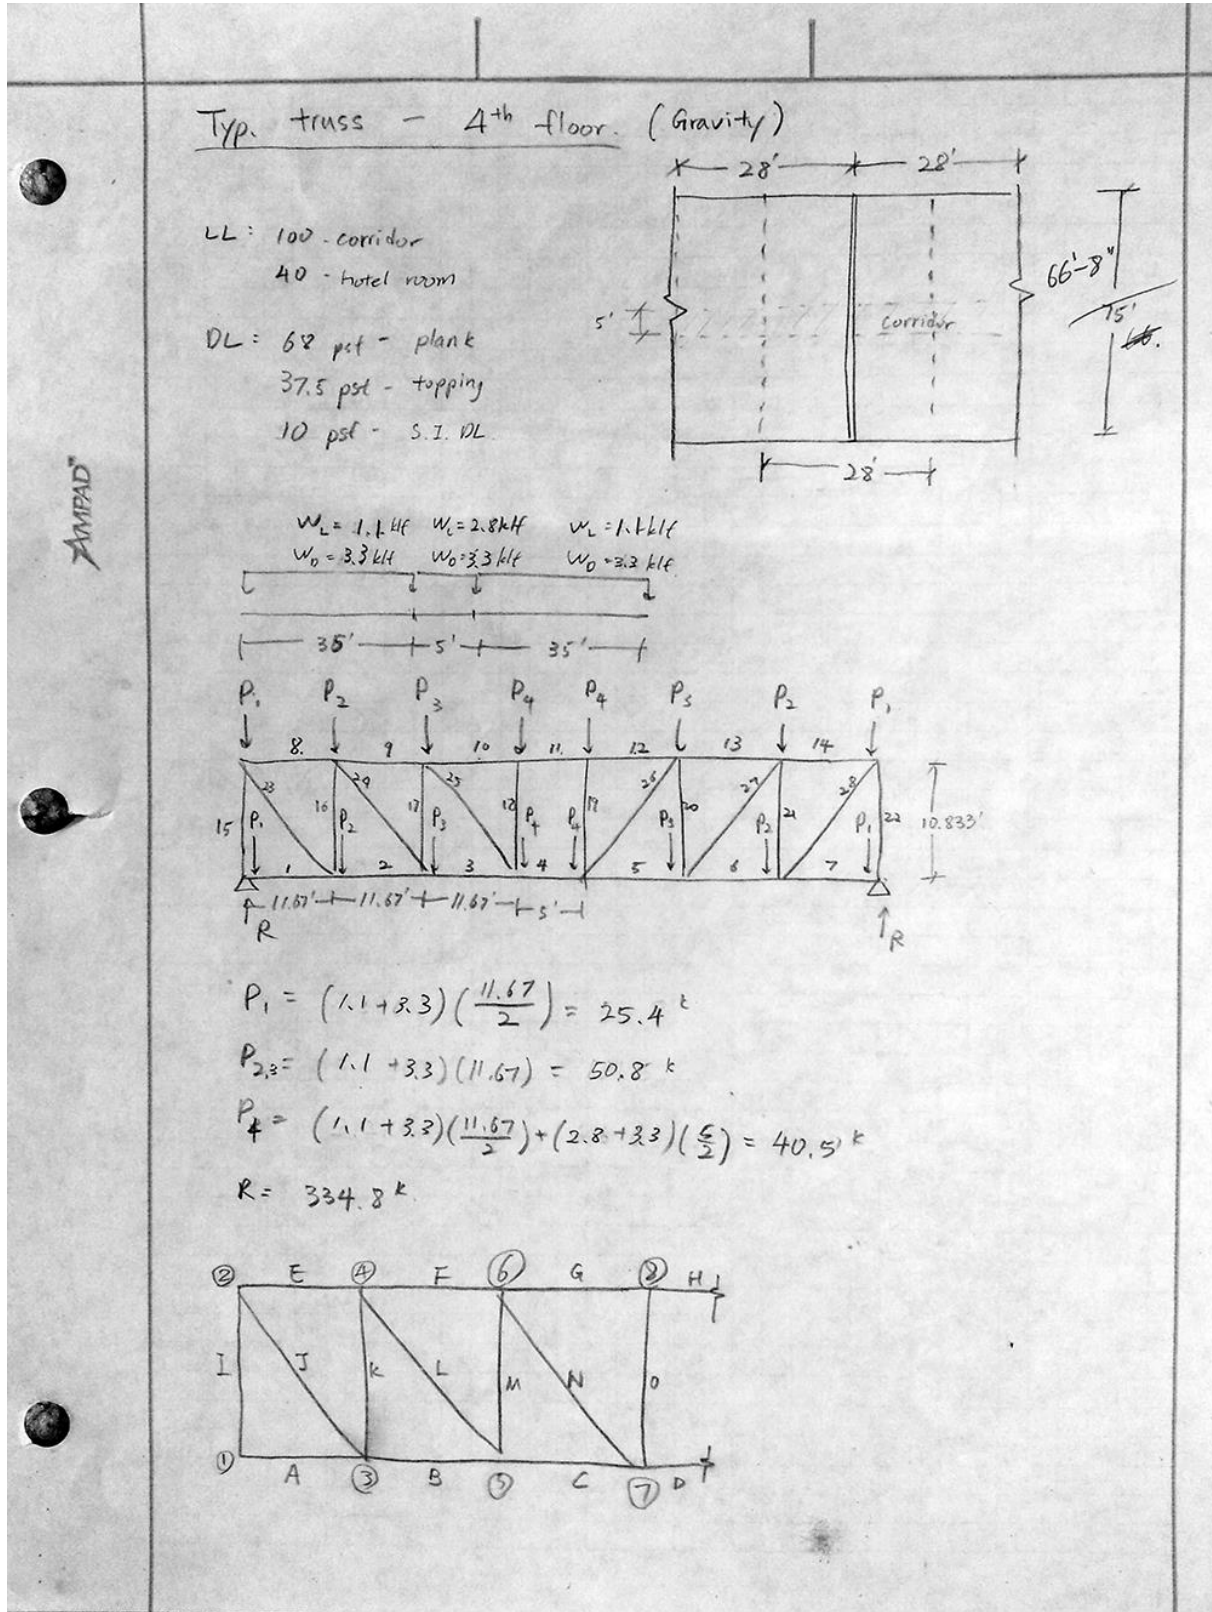 Typ. truss - 4th floor. (Gravity)
28' 28'
LL: 100 - corridor
40 - hotel room
66'-8"
75'
5' corridor
DL: 68 psf - plank
37.5 psf - topping
10 psf - S.I. DL
28'
AMPAD
WL = 1.1 klf WL = 2.8 klf WL = 1.1 klf
WD = 3.3 klf WD = 3.3 klf WD = 3.3 klf
35' 5' 35'
P1 P2 P3 P4 P4 P3 P2 P1
8. 9 10 11. 12 13 14
23 24 25 26 27 28
15 16 17 18 19 20 21 22 10.833'
P1 P2 P3 P4 P4 P3 P2 P1
1 2 3 4 5 6 7
11.67' 11.67' 11.67' 5'
R R
P1 = (1.1 + 3.3)(11.67/2) = 25.4 k
P2,3 = (1.1 + 3.3)(11.67) = 50.8 k
P4 = (1.1 + 3.3)(11.67/2) + (2.8 + 3.3)(5/2) = 40.5 k
R = 334.8 k
2 E 4 F 6 G 8 H
I J K L M N O
1 A 3 B 5 C 7 D